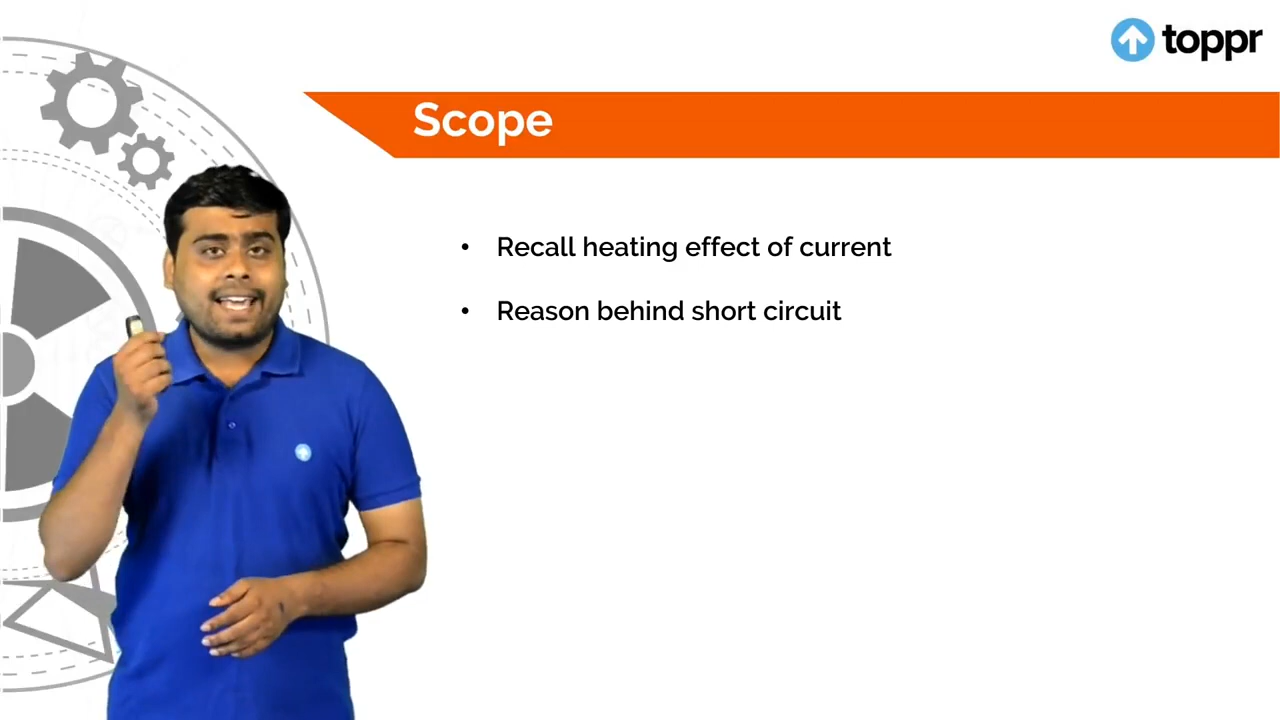 toppr
Scope
• Recall heating effect of current
• Reason behind short circuit